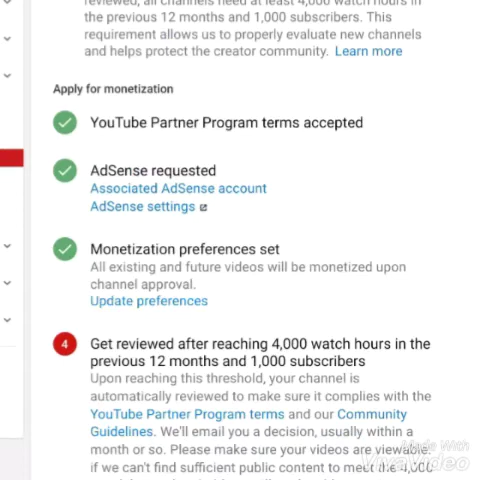 reviewed, all channels need at least 4,000 watch hours in
the previous 12 months and 1,000 subscribers. This
requirement allows us to properly evaluate new channels
and helps protect the creator community. Learn more
Apply for monetization
YouTube Partner Program terms accepted
AdSense requested
Associated AdSense account
AdSense settings
Monetization preferences set
All existing and future videos will be monetized upon
channel approval.
Update preferences
4 Get reviewed after reaching 4,000 watch hours in the
previous 12 months and 1,000 subscribers
Upon reaching this threshold, your channel is
automatically reviewed to make sure it complies with the
YouTube Partner Program terms and our Community
Guidelines. We'll email you a decision, usually within a
month or so. Please make sure your videos are viewable:
if we can't find sufficient public content to meet the 4,000
Made With
VivaVideo